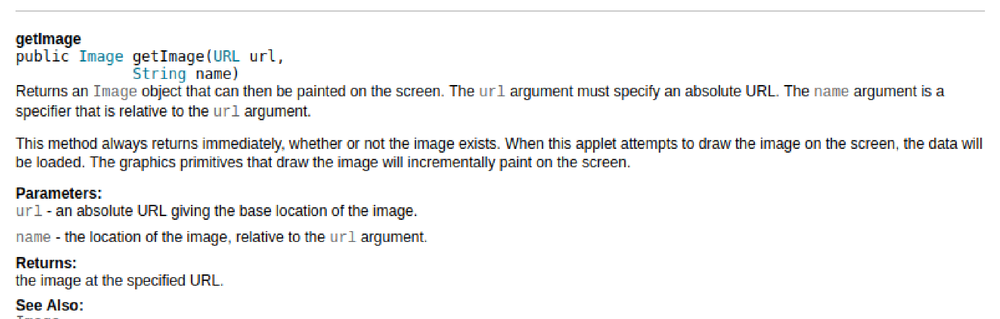 getImage
public Image getImage(URL url,
String name)
Returns an Image object that can then be painted on the screen. The url argument must specify an absolute URL. The name argument is a
specifier that is relative to the url argument.
This method always returns immediately, whether or not the image exists. When this applet attempts to draw the image on the screen, the data will
be loaded. The graphics primitives that draw the image will incrementally paint on the screen.
Parameters:
url - an absolute URL giving the base location of the image.
name - the location of the image, relative to the url argument.
Returns:
the image at the specified URL.
See Also: